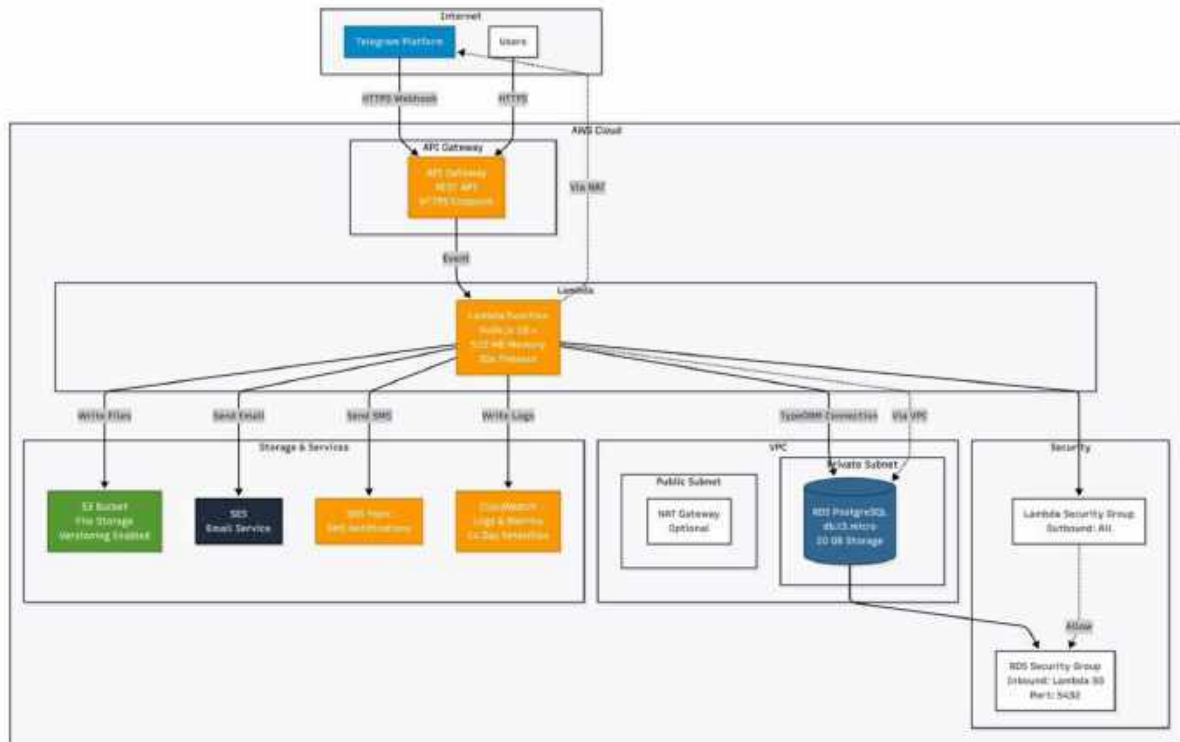 Internet
Telegram Platform
Users
HTTPS Webhook
HTTPS
AWS Cloud
API Gateway
API Gateway
REST API
HTTPS Endpoint
Via NAT
Event
Lambda
Lambda Function
512 MB Memory
30s Timeout
Write Files
Send Email
Send SMS
Write Logs
TypeORM Connection
Via VPC
Storage & Services
VPC
Security
Public Subnet
Private Subnet
S3 Bucket
File Storage
Versioning Enabled
SES
Email Service
SNS Topic
SMS Notifications
CloudWatch
Logs & Metrics
14 Day Retention
NAT Gateway
Optional
RDS PostgreSQL
db.t3.micro
20 GB Storage
Lambda Security Group
Outbound: All
Allow
RDS Security Group
Inbound: Lambda SG
Port: 5432